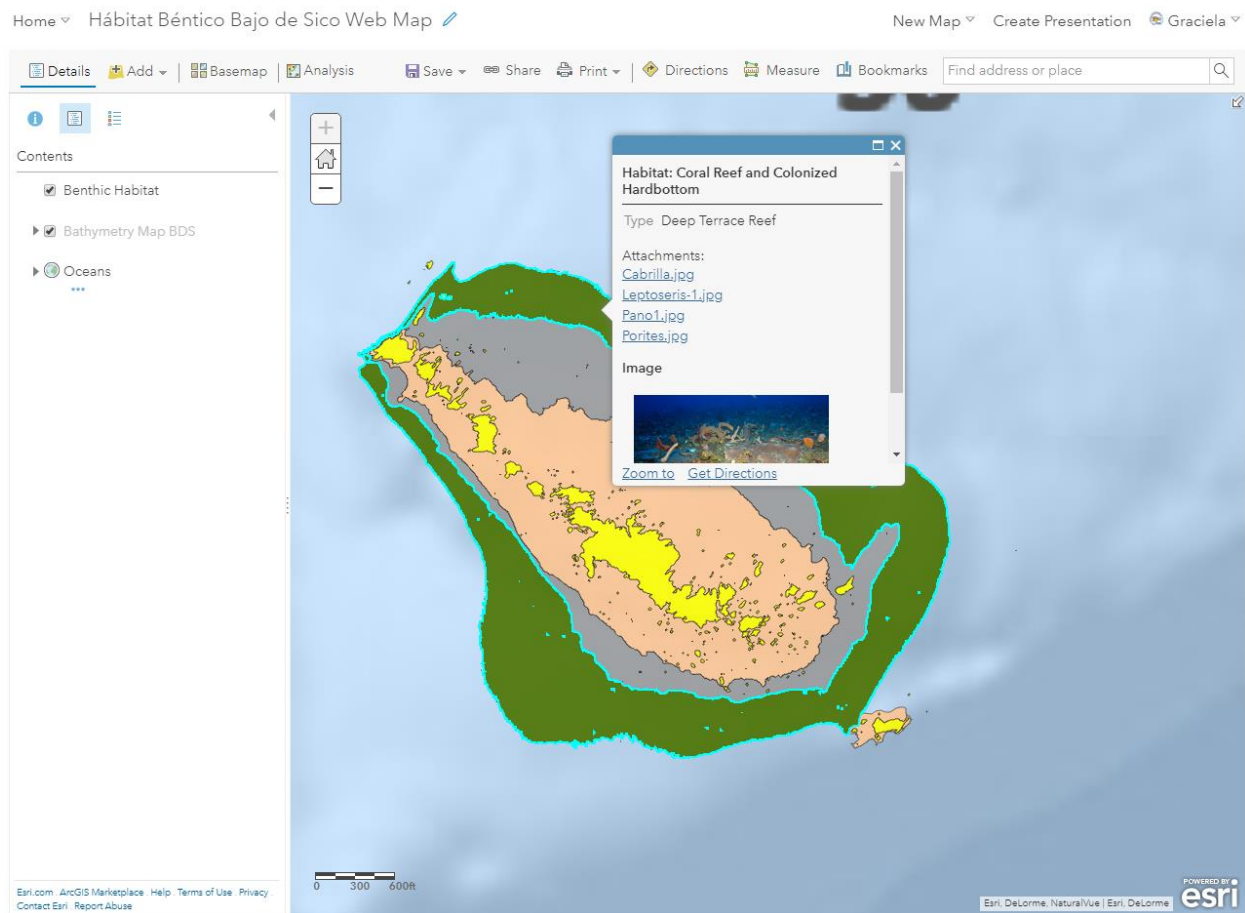 Home Hábitat Béntico Bajo de Sico Web Map New Map Create Presentation Graciela
Details Add Basemap Analysis Save Share Print Directions Measure Bookmarks Find address or place
Contents
Benthic Habitat
Bathymetry Map BDS
Oceans
Habitat: Coral Reef and Colonized
Hardbottom
Type Deep Terrace Reef
Attachments:
Cabrilla.jpg
Leptoseris-1.jpg
Pano1.jpg
Porites.jpg
Image
Zoom to Get Directions
0 300 600ft
Esri.com ArcGIS Marketplace Help Terms of Use Privacy
Contact Esri Report Abuse
Esri, DeLorme, NaturalVue | Esri, DeLorme
POWERED BY
esri